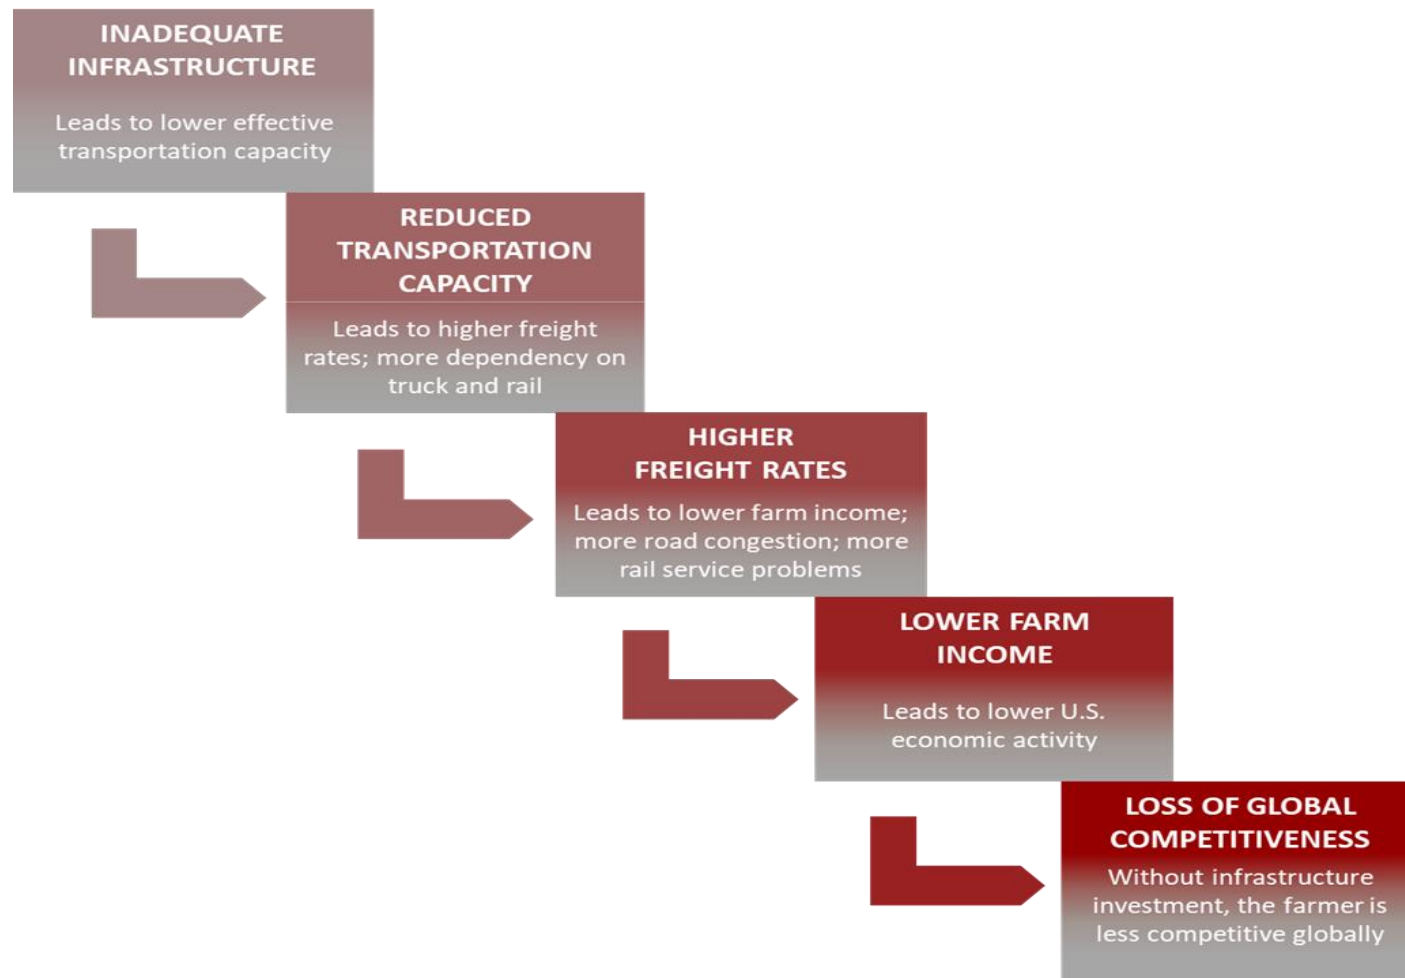 INADEQUATE
INFRASTRUCTURE
Leads to lower effective
transportation capacity
REDUCED
TRANSPORTATION
CAPACITY
Leads to higher freight
rates; more dependency on
truck and rail
HIGHER
FREIGHT RATES
Leads to lower farm income;
more road congestion; more
rail service problems
LOWER FARM
INCOME
Leads to lower U.S.
economic activity
LOSS OF GLOBAL
COMPETITIVENESS
Without infrastructure
investment, the farmer is
less competitive globally